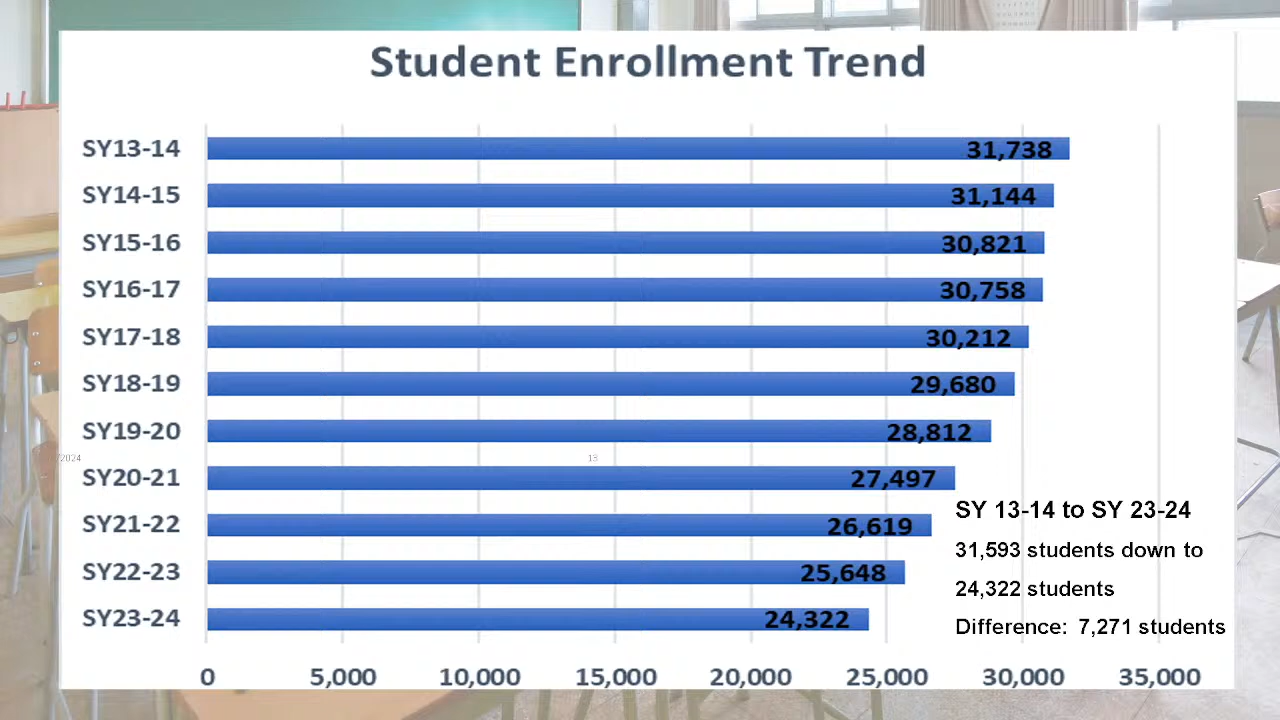 Student Enrollment Trend
SY13-14 31,738
SY14-15 31,144
SY15-16 30,821
SY16-17 30,758
SY17-18 30,212
SY18-19 29,680
SY19-20 28,812
/2024 13
SY20-21 27,497
SY21-22 26,619
SY22-23 25,648
SY23-24 24,322
SY 13-14 to SY 23-24
31,593 students down to
24,322 students
Difference: 7,271 students
0 5,000 10,000 15,000 20,000 25,000 30,000 35,000